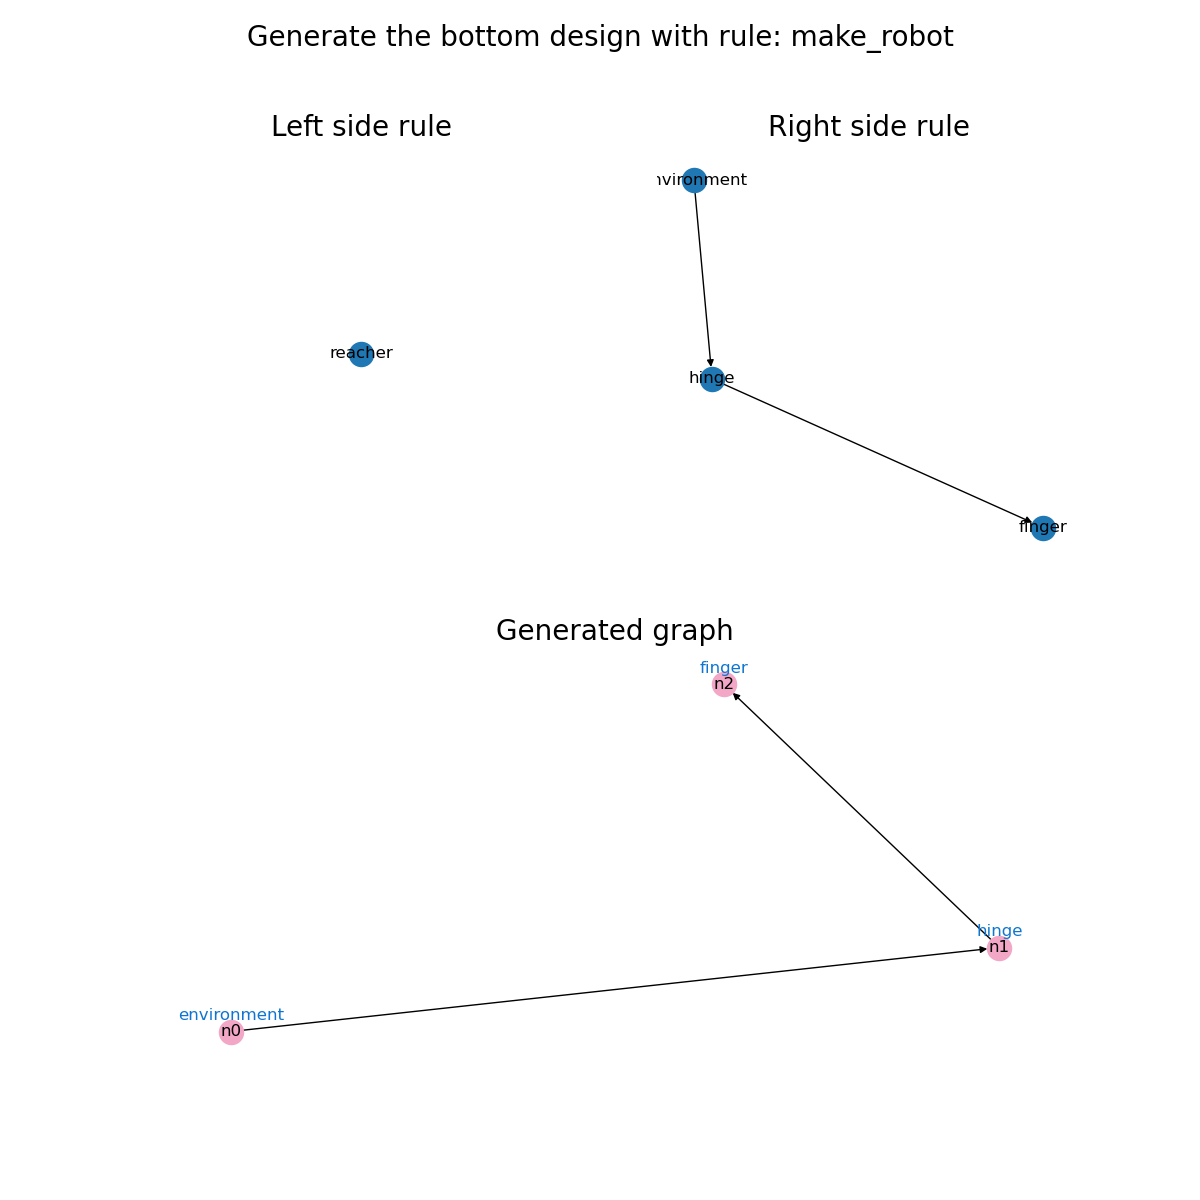 Generate the bottom design with rule: make_robot
Left side rule
Right side rule
nvironment
reacher
hinge
finger
Generated graph
finger
n2
hinge
n1
environment
n0